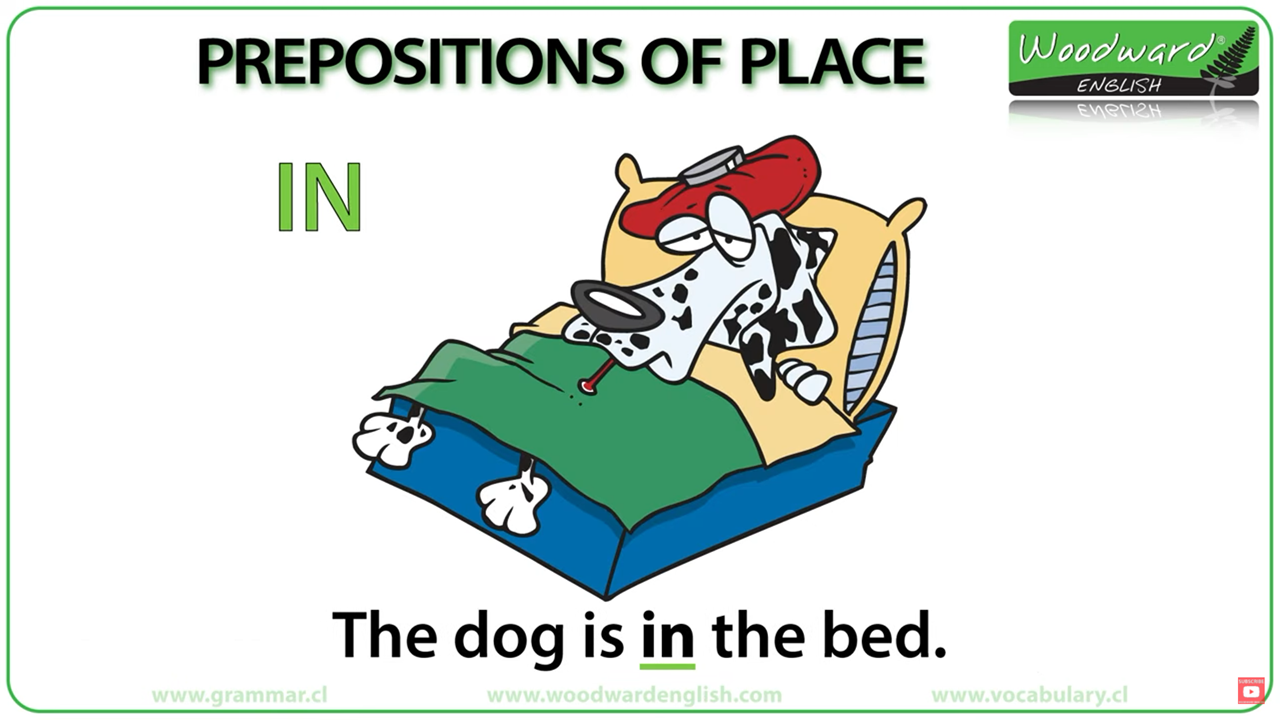 PREPOSITIONS OF PLACE
Woodward®
ENGLISH
IN
The dog is in the bed.
www.grammar.cl
www.woodwardenglish.com
www.vocabulary.cl
SUBSCRIBE